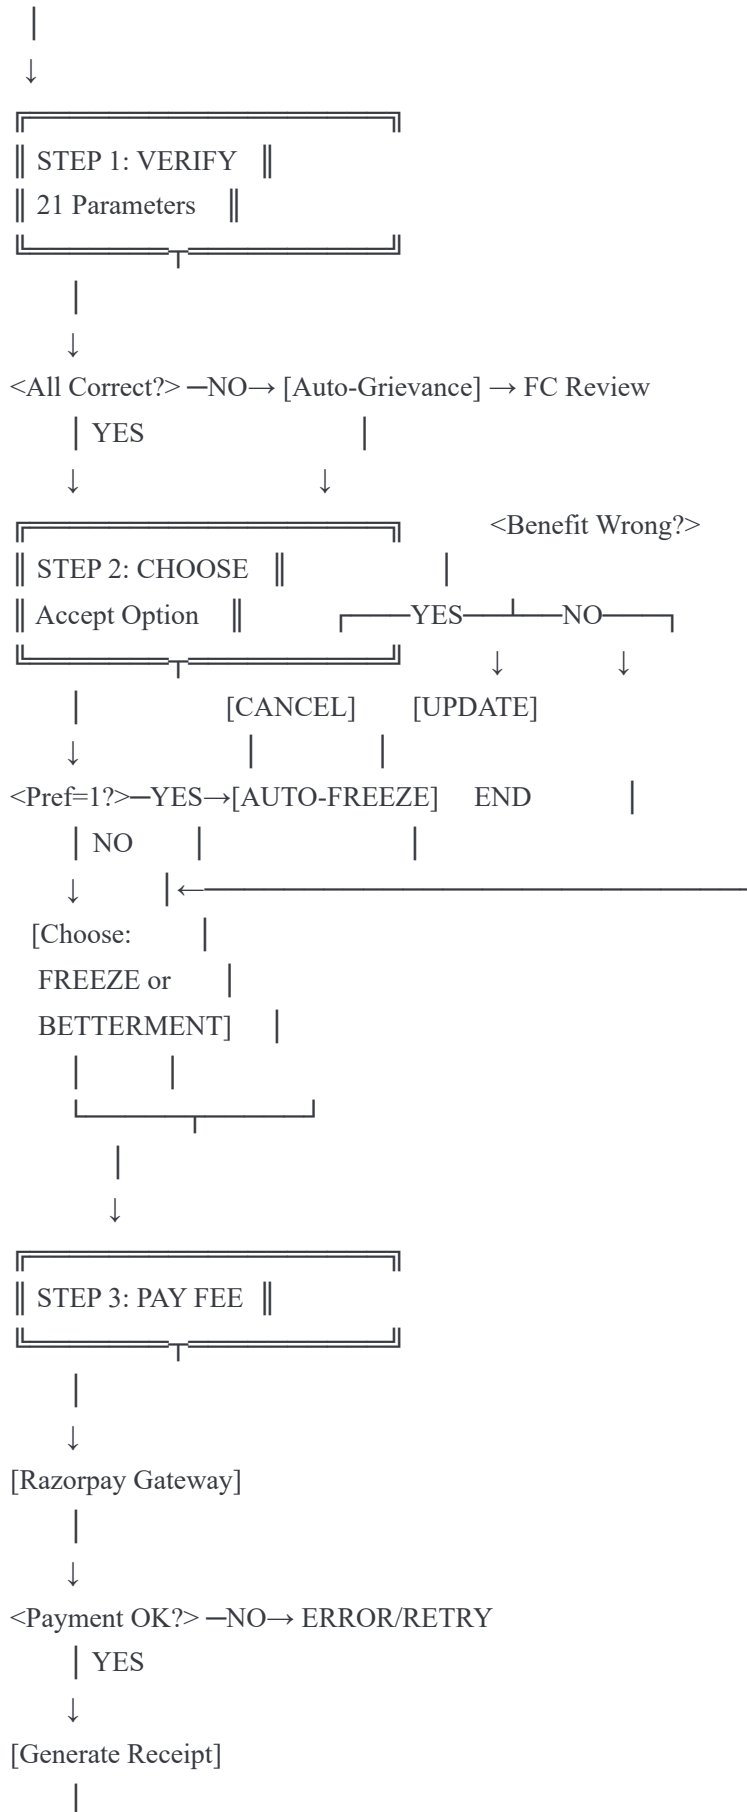 │
↓
╔═══════════════════╗
║ STEP 1: VERIFY ║
║ 21 Parameters ║
╚════════┬══════════╝
│
↓
<All Correct?> ─NO→ [Auto-Grievance] → FC Review
│ YES │
↓ ↓
╔═══════════════════╗ <Benefit Wrong?>
║ STEP 2: CHOOSE ║ │
║ Accept Option ║ ┌───YES──┴──NO───┐
╚════════┬══════════╝ ↓ ↓
│ [CANCEL] [UPDATE]
↓ │ │
<Pref=1?>─YES→[AUTO-FREEZE] END │
│ NO │ │
↓ │←───────────────────────────
[Choose: │
FREEZE or │
BETTERMENT] │
│ │
└─────┬──────┘
│
↓
╔═══════════════════╗
║ STEP 3: PAY FEE ║
╚════════┬══════════╝
│
↓
[Razorpay Gateway]
│
↓
<Payment OK?> ─NO→ ERROR/RETRY
│ YES
↓
[Generate Receipt]
│